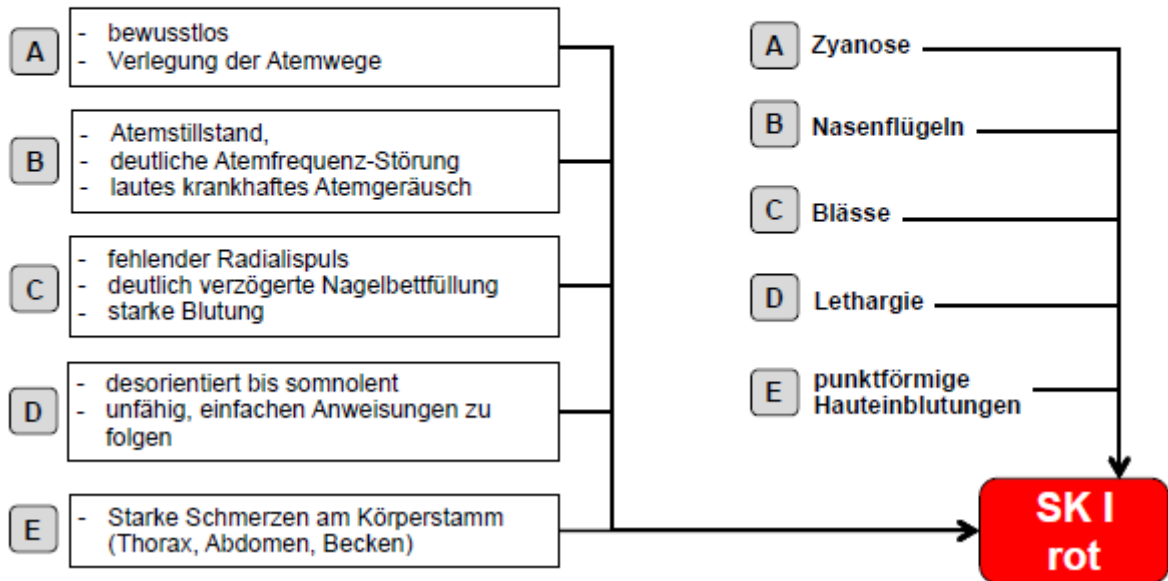 A
- bewusstlos
- Verlegung der Atemwege
B
- Atemstillstand,
- deutliche Atemfrequenz-Störung
- lautes krankhaftes Atemgeräusch
C
- fehlender Radialispuls
- deutlich verzögerte Nagelbettfüllung
- starke Blutung
D
- desorientiert bis somnolent
- unfähig, einfachen Anweisungen zu
folgen
E
- Starke Schmerzen am Körperstamm
(Thorax, Abdomen, Becken)
A Zyanose
B Nasenflügeln
C Blässe
D Lethargie
E punktförmige
Hauteinblutungen
SK I
rot